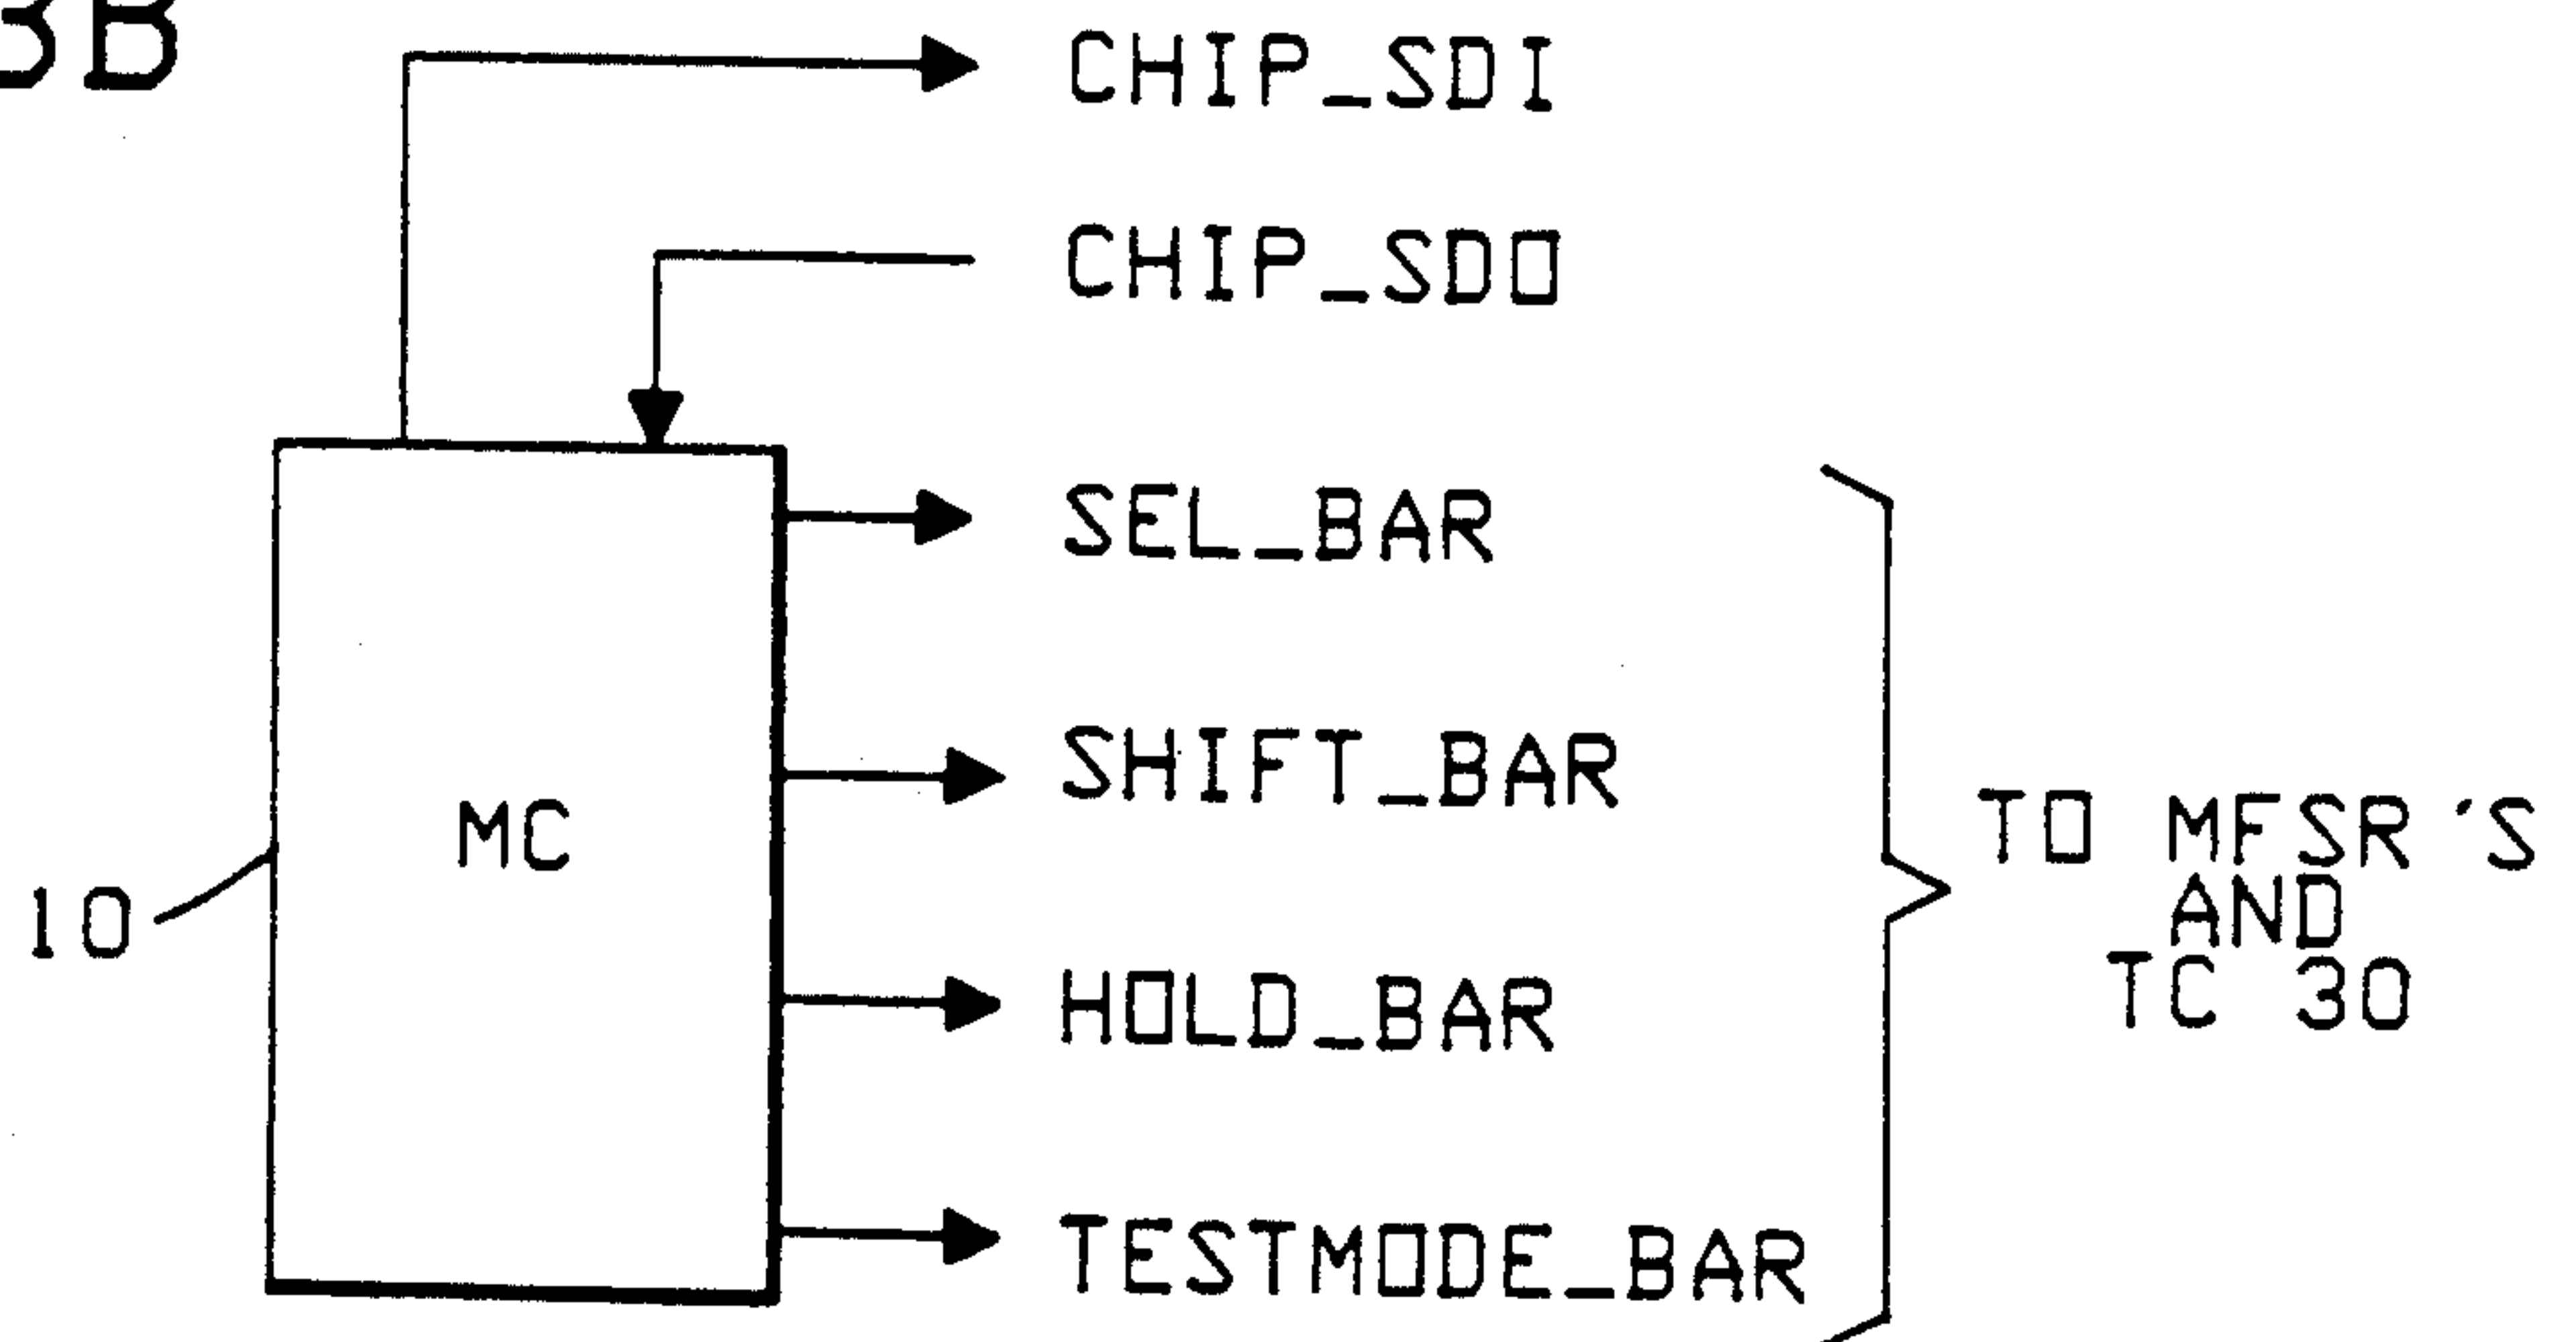 3B
CHIP_SDI
CHIP_SDO
SEL_BAR
SHIFT_BAR
MC
10
HOLD_BAR
TESTMODE_BAR
TO MFSR'S
AND
TC 30